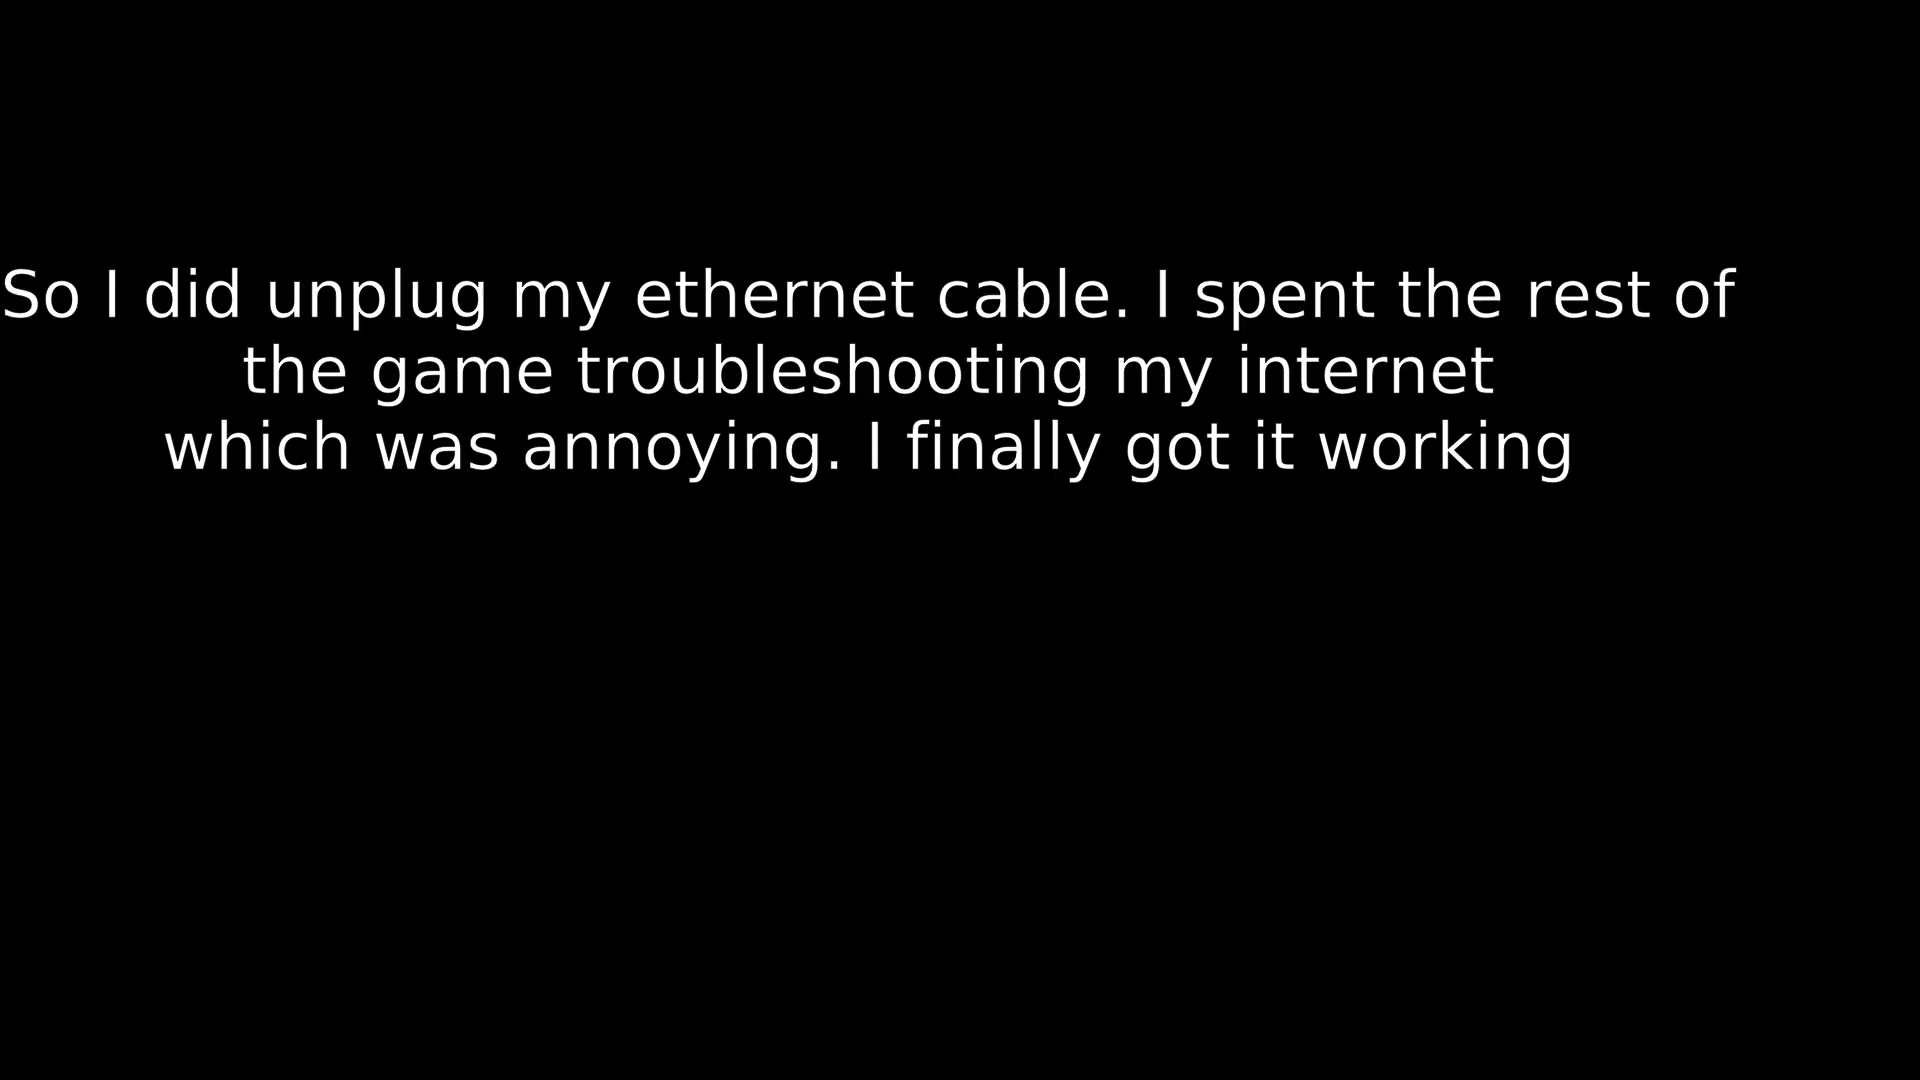 So I did unplug my ethernet cable. I spent the rest of
the game troubleshooting my internet
which was annoying. I finally got it working